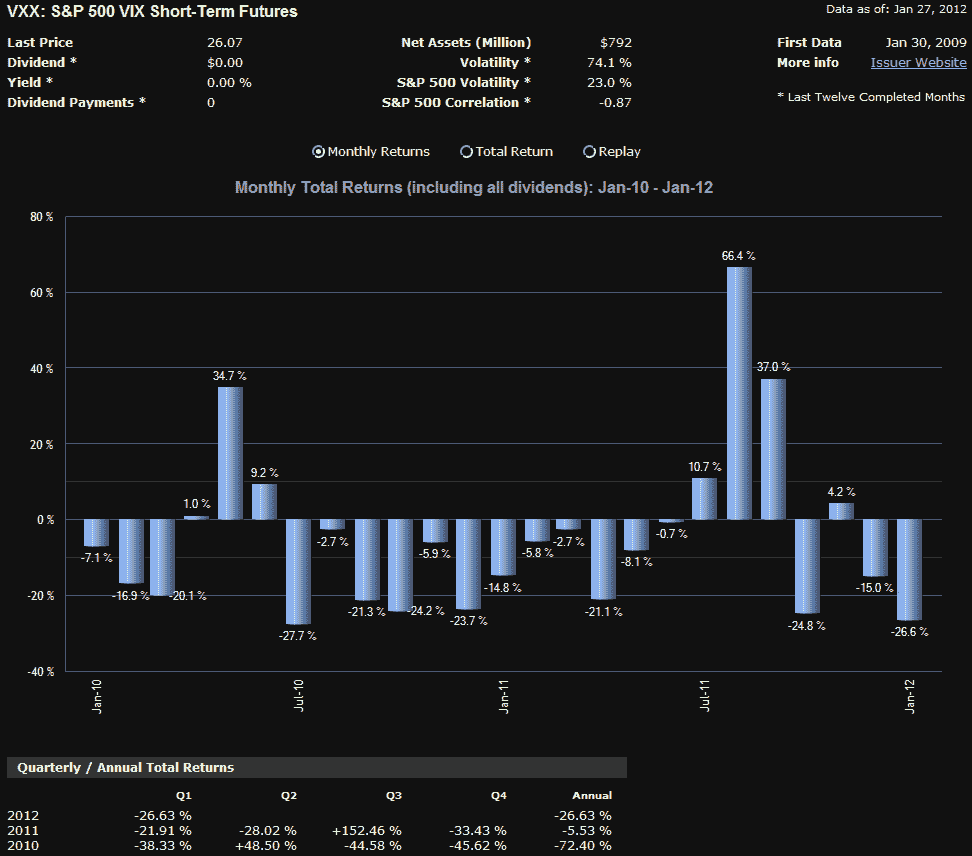 VXX: S&P 500 VIX Short-Term Futures
Data as of: Jan 27, 2012
Last Price 26.07 Net Assets (Million) $792 First Data Jan 30, 2009
Dividend * $0.00 Volatility * 74.1 % More info Issuer Website
Yield * 0.00 % S&P 500 Volatility * 23.0 %
Dividend Payments * 0 S&P 500 Correlation * -0.87 * Last Twelve Completed Months
Monthly Returns Total Return Replay
Monthly Total Returns (including all dividends): Jan-10 - Jan-12
80 %
60 %
40 %
20 %
0 %
-20 %
-40 %
-7.1 %
-16.9 %
-20.1 %
1.0 %
34.7 %
9.2 %
-27.7 %
-2.7 %
-21.3 %
-24.2 %
-5.9 %
-23.7 %
-14.8 %
-5.8 %
-2.7 %
-21.1 %
-8.1 %
-0.7 %
10.7 %
66.4 %
37.0 %
-24.8 %
4.2 %
-15.0 %
-26.6 %
Jan-10
Jul-10
Jan-11
Jul-11
Jan-12
Quarterly / Annual Total Returns
Q1 Q2 Q3 Q4 Annual
2012 -26.63 % -26.63 %
2011 -21.91 % -28.02 % +152.46 % -33.43 % -5.53 %
2010 -38.33 % +48.50 % -44.58 % -45.62 % -72.40 %